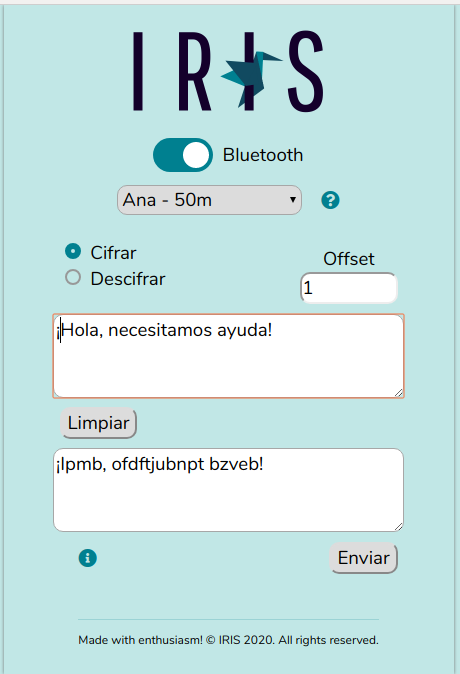 IRIS
Bluetooth
Ana - 50m
Cifrar
Descifrar
Offset
1
¡Hola, necesitamos ayuda!
Limpiar
¡Ipmb, ofdftjubnpt bzveb!
Enviar
Made with enthusiasm! © IRIS 2020. All rights reserved.